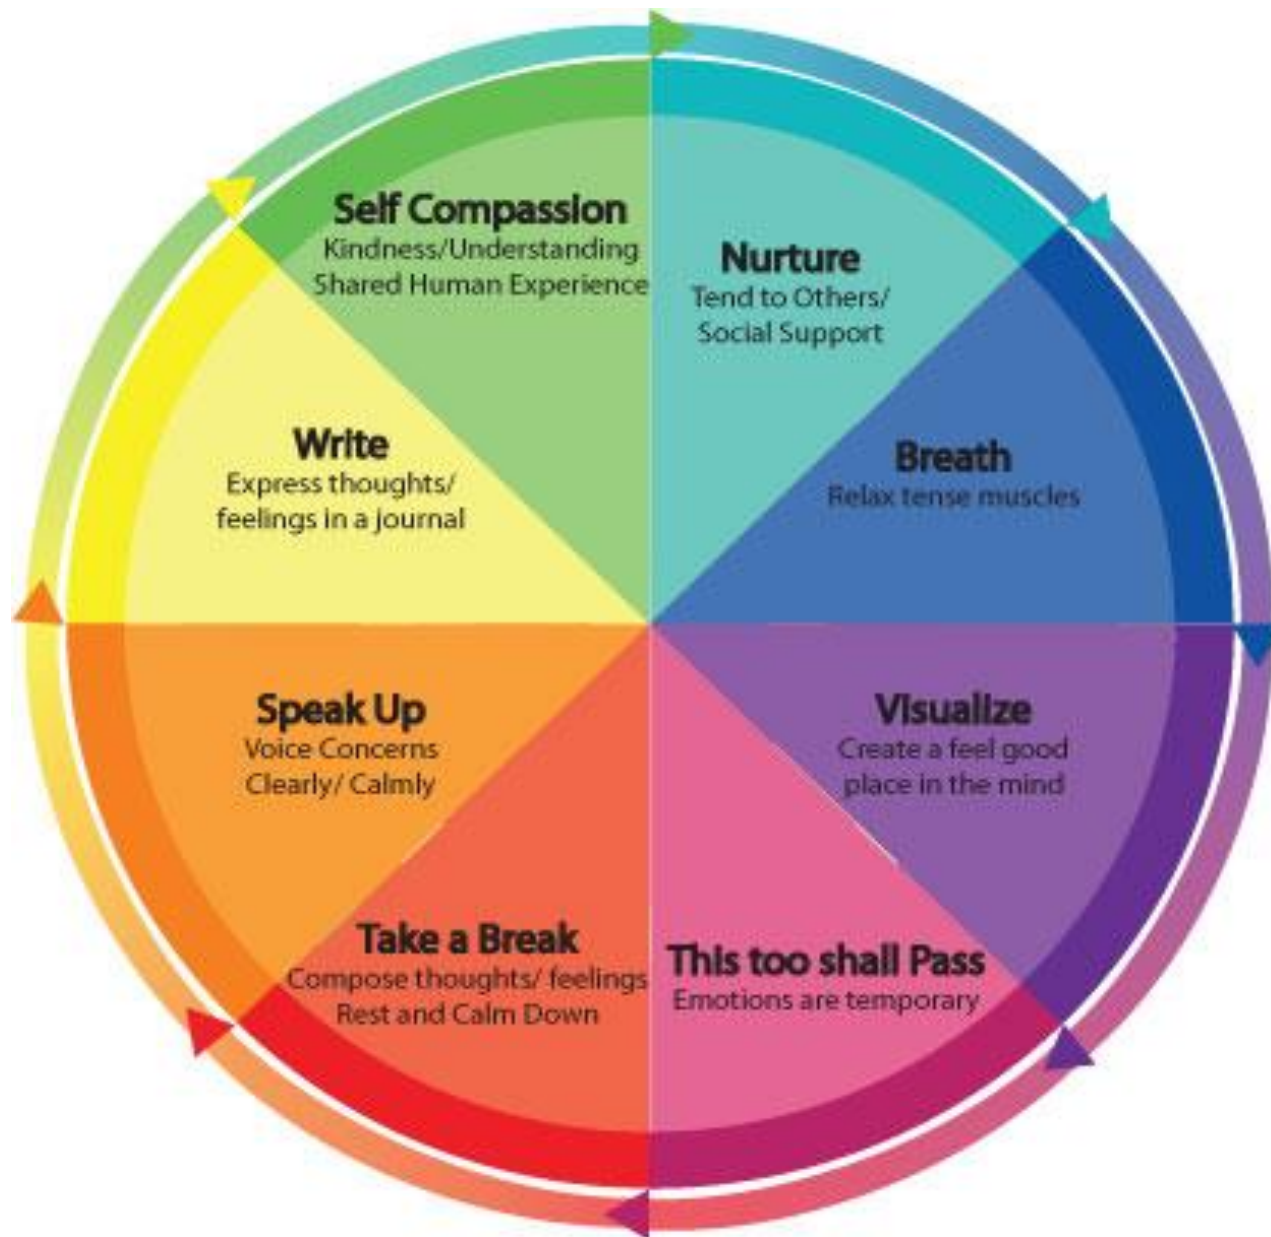 Self Compassion
Kindness/Understanding
Shared Human Experience
Nurture
Tend to Others/
Social Support
Breath
Relax tense muscles
Visualize
Create a feel good
place in the mind
This too shall Pass
Emotions are temporary
Take a Break
Compose thoughts/ feelings
Rest and Calm Down
Speak Up
Voice Concerns
Clearly/ Calmly
Write
Express thoughts/
feelings in a journal